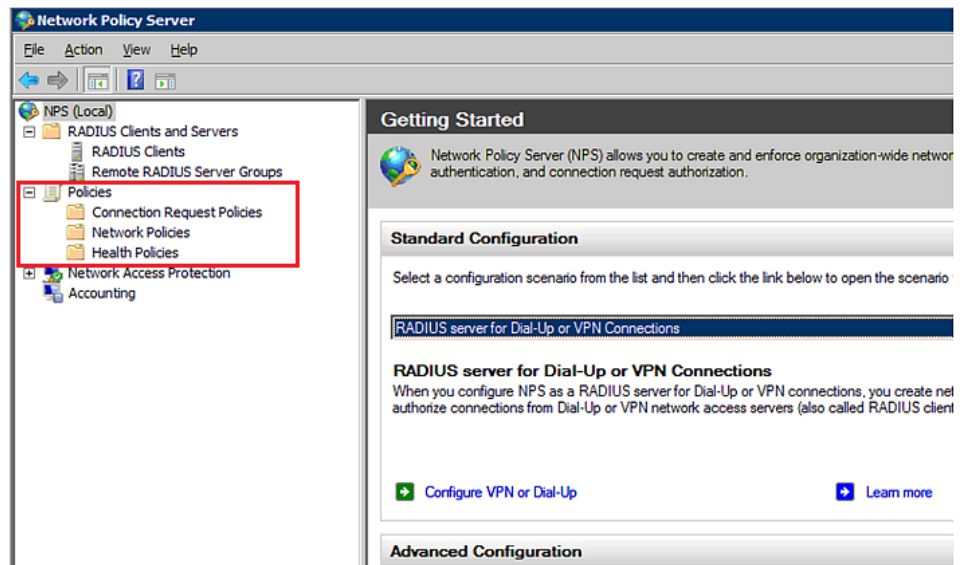 Network Policy Server
File Action View Help
NPS (Local)
RADIUS Clients and Servers
RADIUS Clients
Remote RADIUS Server Groups
Policies
Connection Request Policies
Network Policies
Health Policies
Network Access Protection
Accounting
Getting Started
Network Policy Server (NPS) allows you to create and enforce organization-wide networ
authentication, and connection request authorization.
Standard Configuration
Select a configuration scenario from the list and then click the link below to open the scenario
RADIUS server for Dial-Up or VPN Connections
RADIUS server for Dial-Up or VPN Connections
When you configure NPS as a RADIUS server for Dial-Up or VPN connections, you create net
authorize connections from Dial-Up or VPN network access servers (also called RADIUS client
Configure VPN or Dial-Up
Learn more
Advanced Configuration